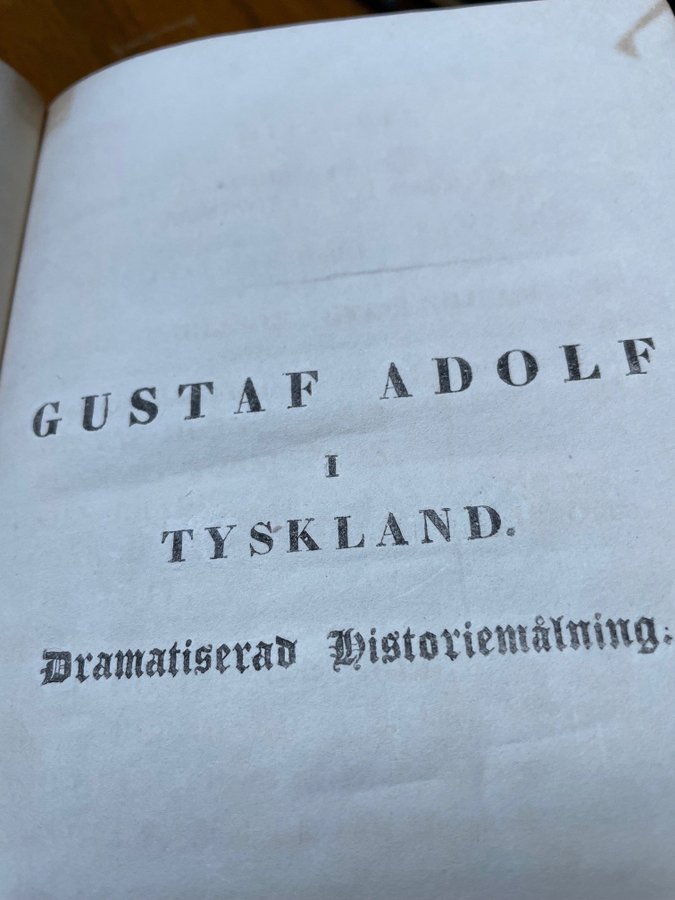 GUSTAF ADOLF
I
TYSKLAND.
Dramatiserad Historiemålning.